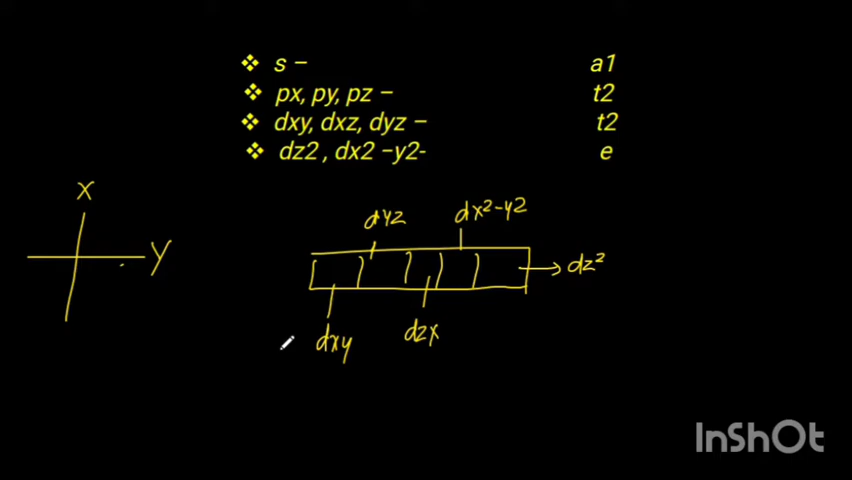 ❖ s – a1
❖ px, py, pz – t2
❖ dxy, dxz, dyz – t2
❖ dz2 , dx2 –y2- e
X
Y
dyz
dx²-y2
dz²
dxy
dzx
InShOt